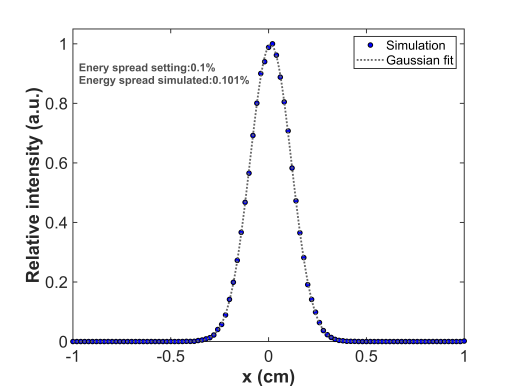 Enery spread setting:0.1%
Energy spread simulated:0.101%
Simulation
Gaussian fit
Relative intensity (a.u.)
1
0.8
0.6
0.4
0.2
0
-1 -0.5 0 0.5 1
x (cm)